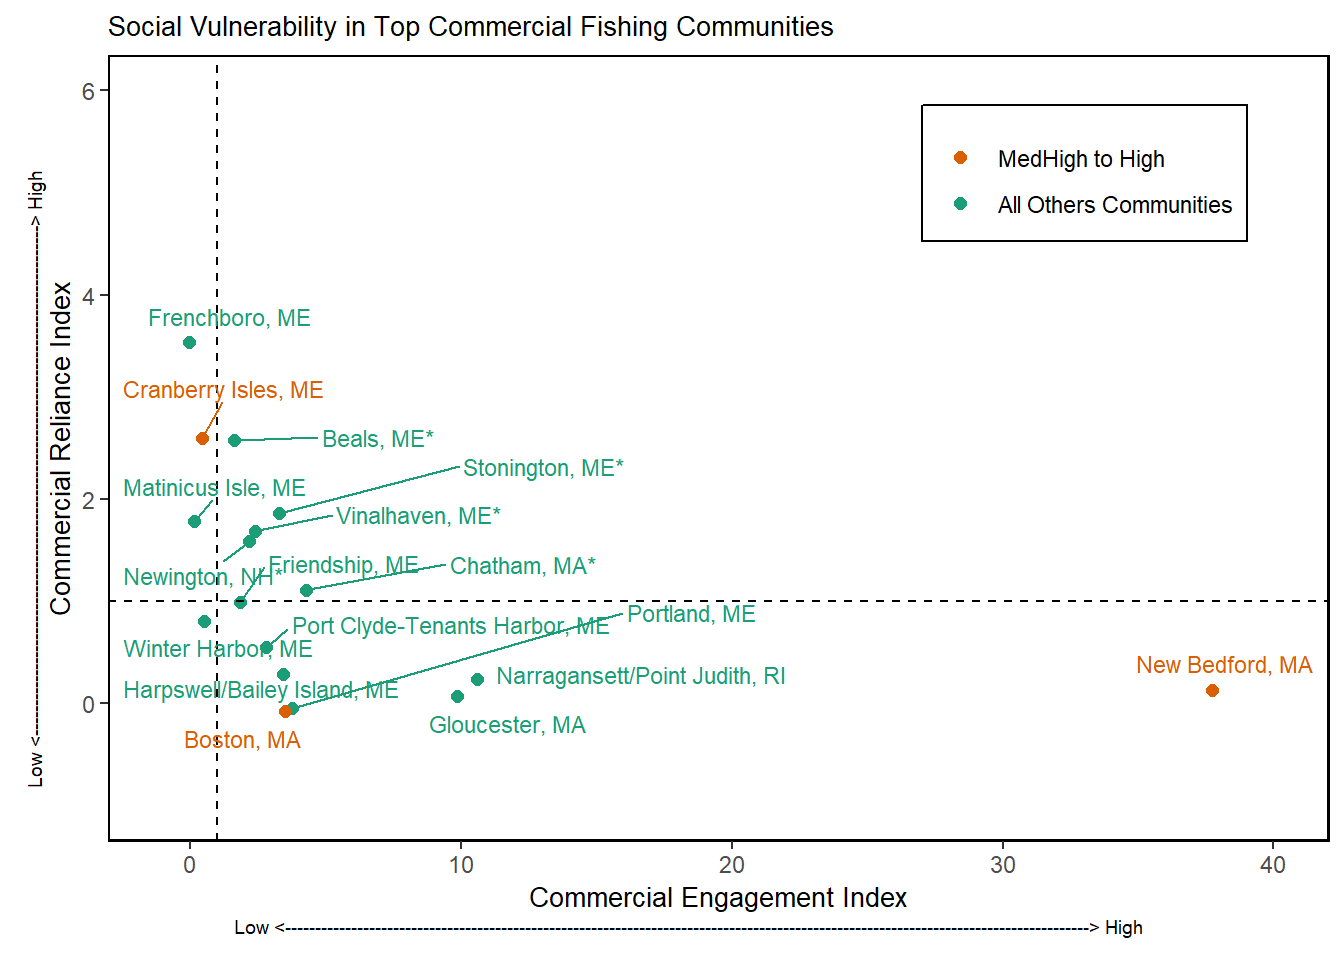 Social Vulnerability in Top Commercial Fishing Communities
6
MedHigh to High
All Others Communities
4
Frenchboro, ME
Cranberry Isles, ME
Beals, ME*
Stonington, ME*
Matinicus Isle, ME
2
Vinalhaven, ME*
Friendship, ME
Chatham, MA*
Newington, NH*
Portland, ME
Port Clyde-Tenants Harbor, ME
Winter Harbor, ME
New Bedford, MA
Narragansett/Point Judith, RI
Harpswell/Bailey Island, ME
0
Gloucester, MA
Boston, MA
Commercial Reliance Index
Low <---------------------------------------------------------------------------------------> High
0 10 20 30 40
Commercial Engagement Index
Low <--------------------------------------------------------------------------------------------------------------------------------------> High